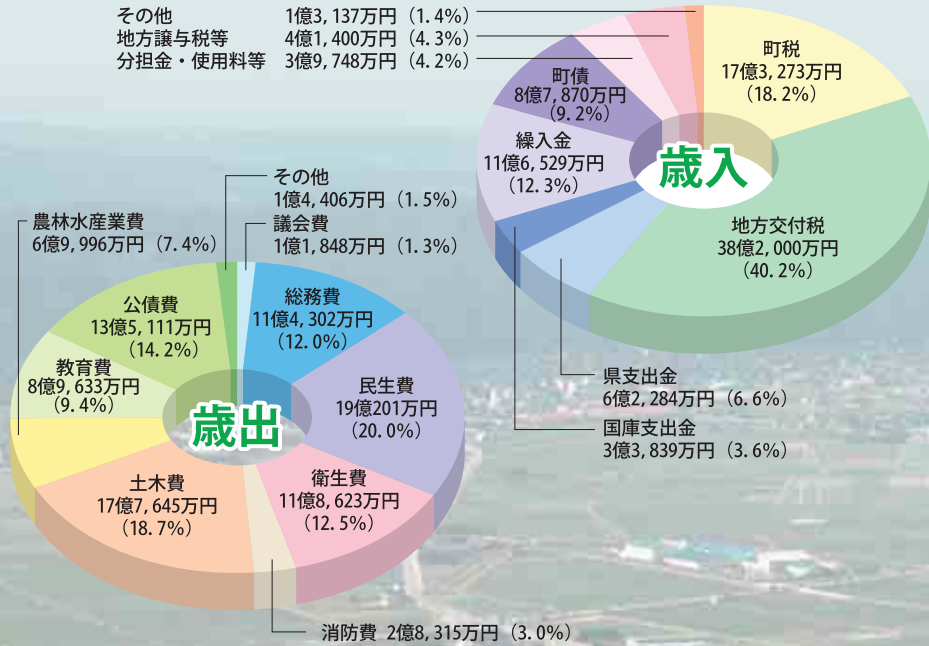 その他 1億3,137万円（1.4%）
地方譲与税等 4億1,400万円（4.3%）
分担金・使用料等 3億9,748万円（4.2%）
町税
17億3,273万円
（18.2%）
町債
8億7,870万円
（9.2%）
繰入金
11億6,529万円
（12.3%）
歳入
地方交付税
38億2,000万円
（40.2%）
県支出金
6億2,284万円（6.6%）
国庫支出金
3億3,839万円（3.6%）
その他
1億4,406万円（1.5%）
議会費
1億1,848万円（1.3%）
農林水産業費
6億9,996万円（7.4%）
公債費
13億5,111万円
（14.2%）
総務費
11億4,302万円
（12.0%）
教育費
8億9,633万円
（9.4%）
民生費
19億201万円
（20.0%）
歳出
土木費
17億7,645万円
（18.7%）
衛生費
11億8,623万円
（12.5%）
消防費 2億8,315万円（3.0%）